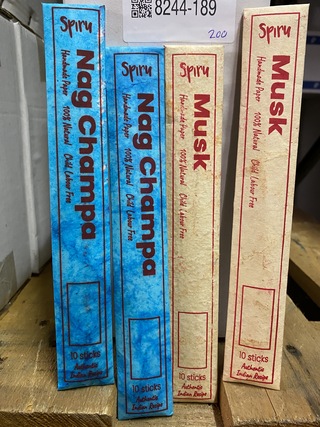 8244-189
200
Spiru
Nag Champa
Handmade Paper 100% Natural Child Labour Free
10 sticks
Authentic
Indian Recipe
Spiru
Nag Champa
Handmade Paper 100% Natural Child Labour Free
10 sticks
Authentic
Indian Recipe
Spiru
Musk
Handmade Paper 100% Natural Child Labour Free
10 sticks
Authentic
Indian Recipe
Spiru
Musk
Handmade Paper 100% Natural Child Labour Free
10 sticks
Authentic
Indian Recipe